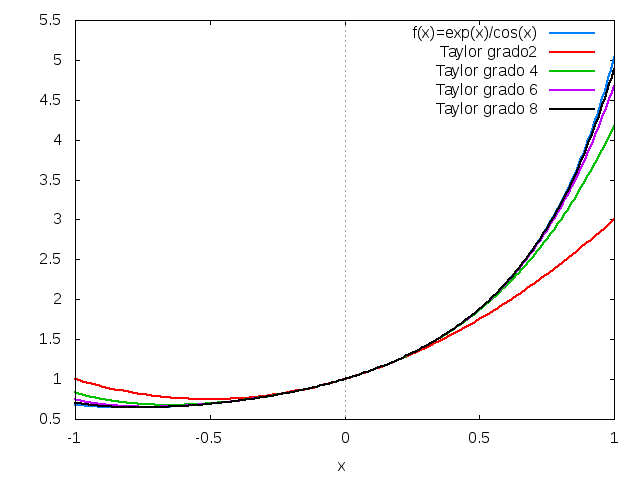 5.5
f(x)=exp(x)/cos(x)
Taylor grado2
5
Taylor grado 4
Taylor grado 6
4.5
Taylor grado 8
4
3.5
3
2.5
2
1.5
1
0.5
-1 -0.5 0 0.5 1
x